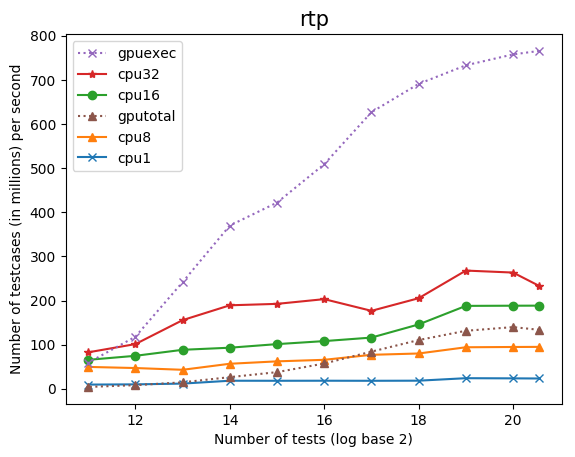 rtp
gpuexec
cpu32
cpu16
gputotal
cpu8
cpu1
800
700
600
500
400
300
200
100
0
Number of testcases (in millions) per second
12
14
16
18
20
Number of tests (log base 2)